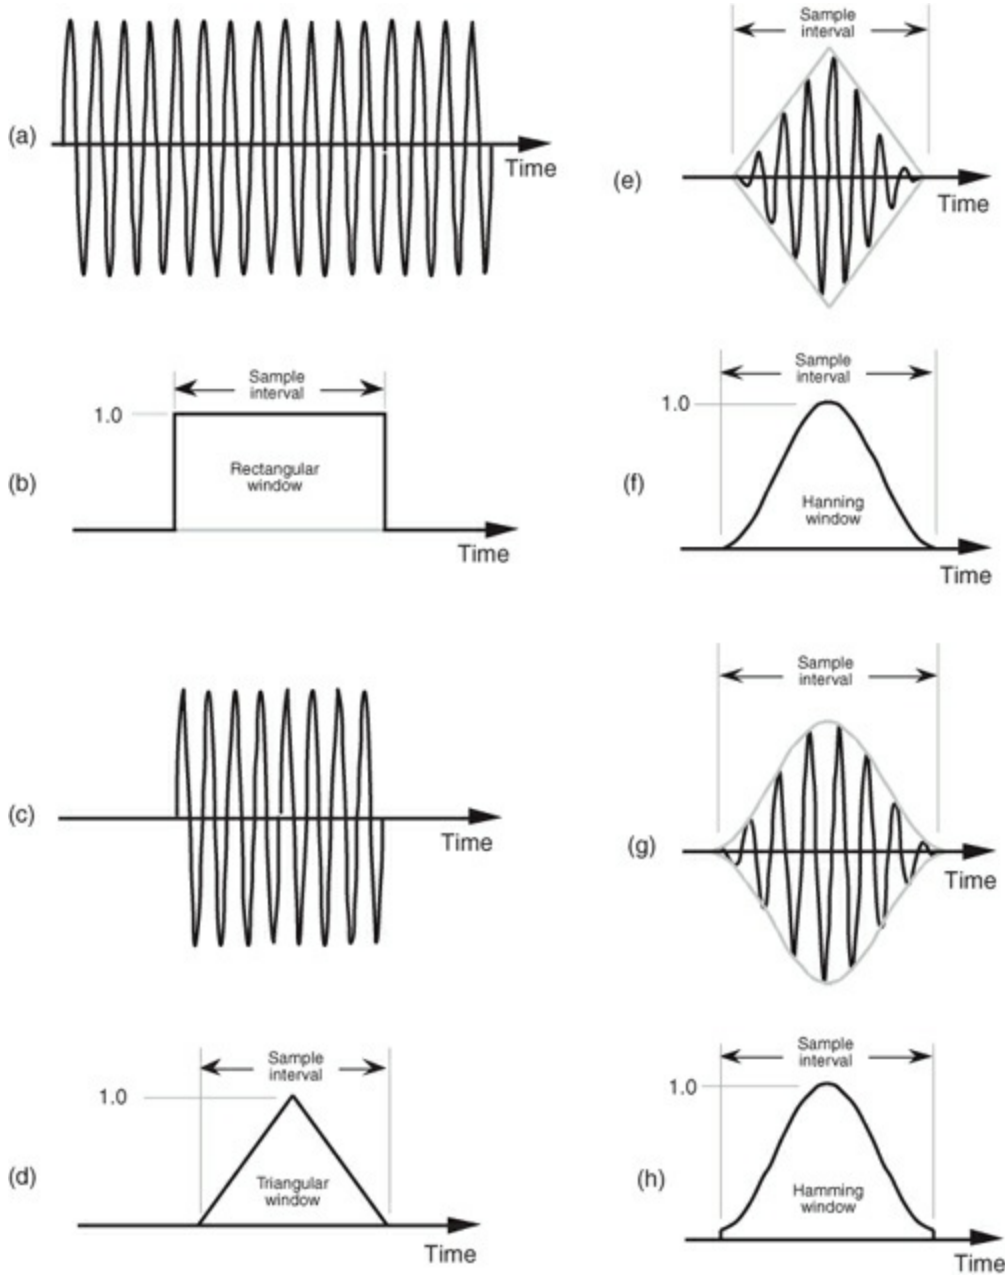 (a)
Time
Sample
interval
1.0
(b)
Rectangular
window
Time
(c)
Time
Sample
interval
1.0
(d)
Triangular
window
Time
Sample
interval
(e)
Time
Sample
interval
1.0
(f)
Hanning
window
Time
Sample
interval
(g)
Time
Sample
interval
1.0
(h)
Hamming
window
Time